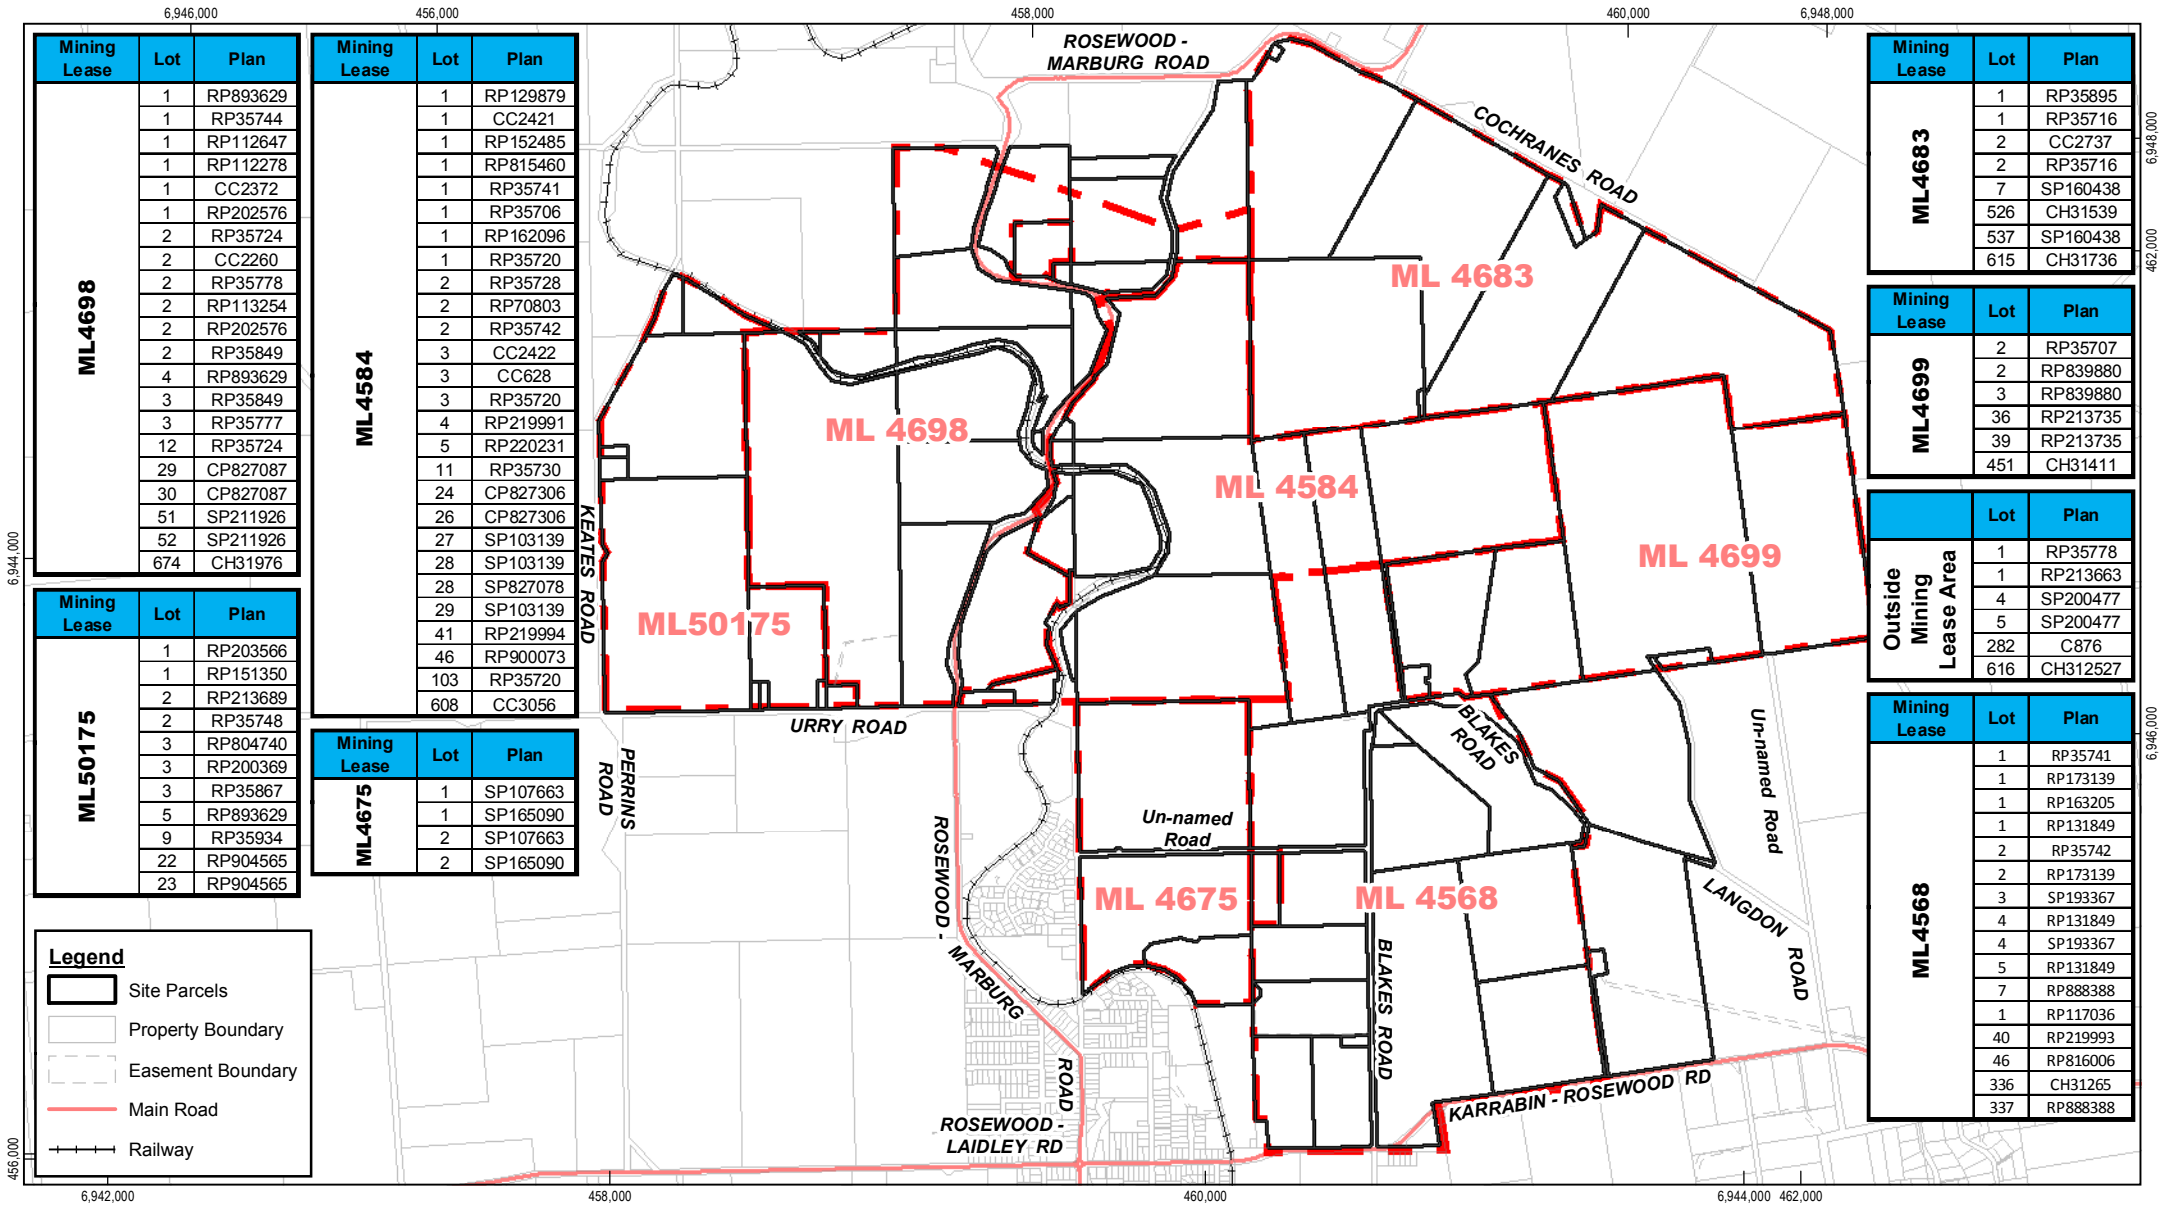 6,946,000
456,000
458,000
460,000
6,948,000
Mining Lease Lot Plan
ML4698
1 RP893629
1 RP35744
1 RP112647
1 RP112278
1 CC2372
1 RP202576
2 RP35724
2 CC2260
2 RP35778
2 RP113254
2 RP202576
2 RP35849
4 RP893629
3 RP35849
3 RP35777
12 RP35724
29 CP827087
30 CP827087
51 SP211926
52 SP211926
674 CH31976
Mining Lease Lot Plan
ML50175
1 RP203566
1 RP151350
2 RP213689
2 RP35748
3 RP804740
3 RP200369
3 RP35867
5 RP893629
9 RP35934
22 RP904565
23 RP904565
Mining Lease Lot Plan
ML4584
1 RP129879
1 CC2421
1 RP152485
1 RP815460
1 RP35741
1 RP35706
1 RP162096
1 RP35720
2 RP35728
2 RP70803
2 RP35742
3 CC2422
3 CC628
3 RP35720
4 RP219991
5 RP220231
11 RP35730
24 CP827306
26 CP827306
27 SP103139
28 SP103139
28 SP827078
29 SP103139
41 RP219994
46 RP900073
103 RP35720
608 CC3056
Mining Lease Lot Plan
ML4675
1 SP107663
1 SP165090
2 SP107663
2 SP165090
Legend
Site Parcels
Property Boundary
Easement Boundary
Main Road
Railway
ROSEWOOD -
MARBURG ROAD
COCHRANES ROAD
ML 4683
ML 4698
ML 4584
ML 4699
ML50175
KEATES ROAD
URRY ROAD
PERRINS
ROAD
BLAKES
ROAD
Un-named Road
Un-named
Road
ML 4675
ML 4568
LANGDON ROAD
ROSEWOOD - MARBURG ROAD
BLAKES ROAD
KARRABIN - ROSEWOOD RD
ROSEWOOD -
LAIDLEY RD
Mining Lease Lot Plan
ML4683
1 RP35895
1 RP35716
2 CC2737
2 RP35716
7 SP160438
526 CH31539
537 SP160438
615 CH31736
Mining Lease Lot Plan
ML4699
2 RP35707
2 RP839880
3 RP839880
36 RP213735
39 RP213735
451 CH31411
Lot Plan
Outside
Mining
Lease Area
1 RP35778
1 RP213663
4 SP200477
5 SP200477
282 C876
616 CH312527
Mining Lease Lot Plan
ML4568
1 RP35741
1 RP173139
1 RP163205
1 RP131849
2 RP35742
2 RP173139
3 SP193367
4 RP131849
4 SP193367
5 RP131849
7 RP888388
1 RP117036
40 RP219993
46 RP816006
336 CH31265
337 RP888388
6,948,000
462,000
6,946,000
6,944,000
456,000
6,942,000
458,000
460,000
6,944,000
462,000